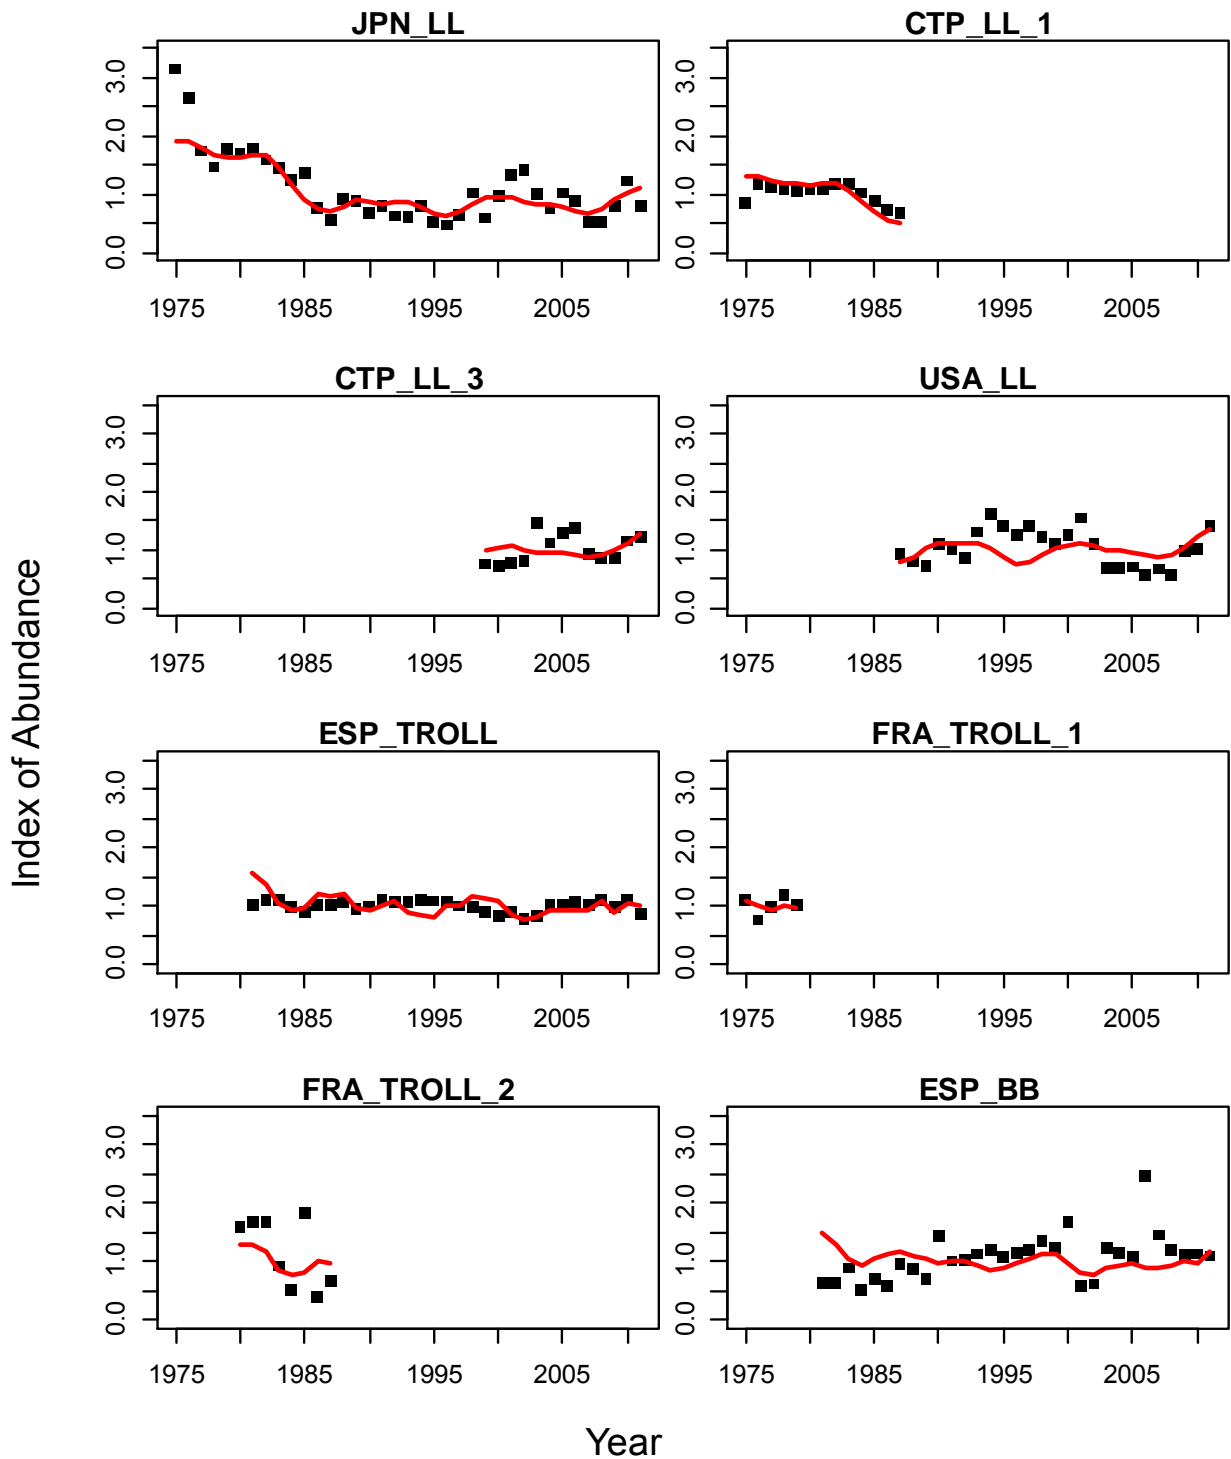 JPN_LL
CTP_LL_1
0.0 1.0 2.0 3.0
0.0 1.0 2.0 3.0
1975 1985 1995 2005
1975 1985 1995 2005
CTP_LL_3
USA_LL
0.0 1.0 2.0 3.0
0.0 1.0 2.0 3.0
1975 1985 1995 2005
1975 1985 1995 2005
Index of Abundance
ESP_TROLL
FRA_TROLL_1
0.0 1.0 2.0 3.0
0.0 1.0 2.0 3.0
1975 1985 1995 2005
1975 1985 1995 2005
FRA_TROLL_2
ESP_BB
0.0 1.0 2.0 3.0
0.0 1.0 2.0 3.0
1975 1985 1995 2005
1975 1985 1995 2005
Year